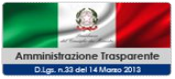 Amministrazione Trasparente
D.Lgs. n.33 del 14 Marzo 2013